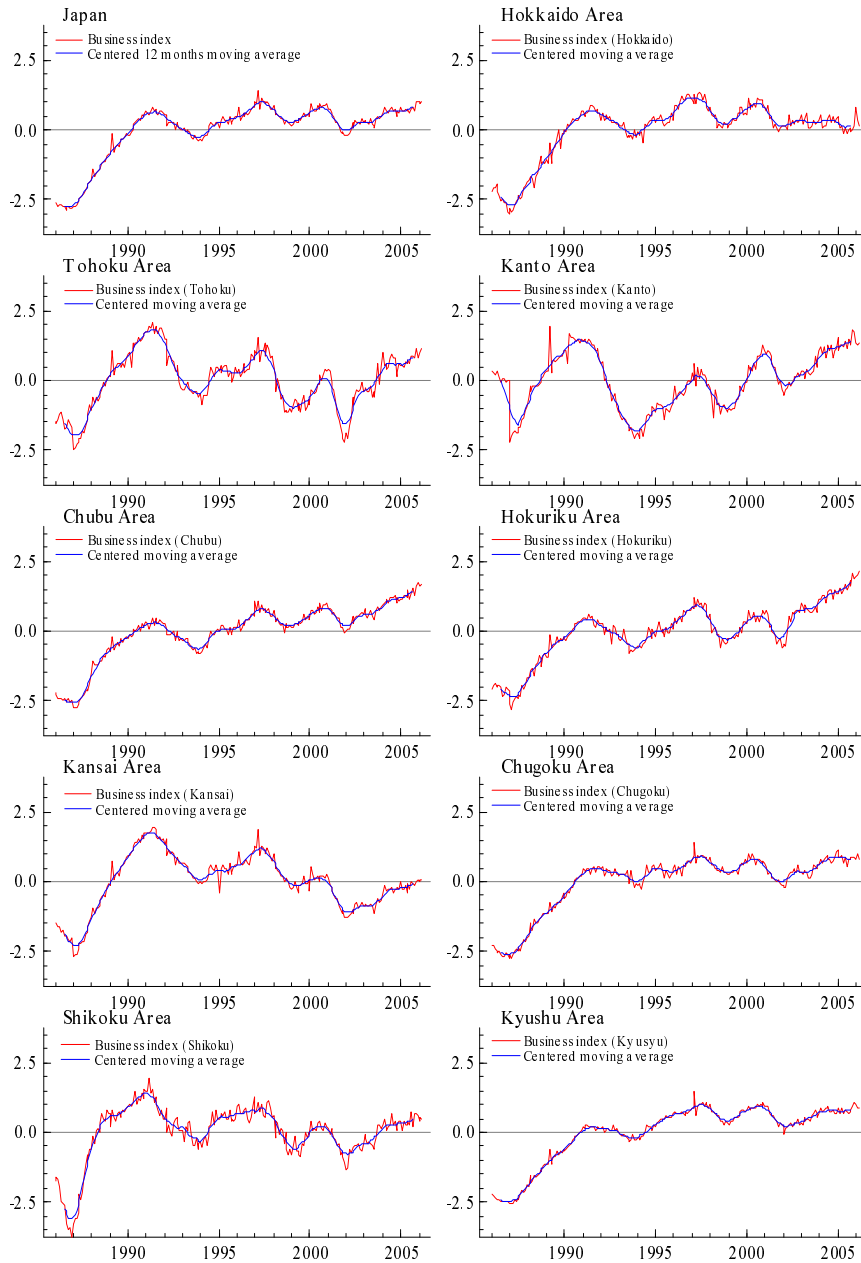 Japan
Business index
Centered 12 months moving average
2.5
0.0
-2.5
1990 1995 2000 2005
Hokkaido Area
Business index (Hokkaido)
Centered moving average
2.5
0.0
-2.5
1990 1995 2000 2005
Tohoku Area
Business index (Tohoku)
Centered moving average
2.5
0.0
-2.5
1990 1995 2000 2005
Kanto Area
Business index (Kanto)
Centered moving average
2.5
0.0
-2.5
1990 1995 2000 2005
Chubu Area
Business index (Chubu)
Centered moving average
2.5
0.0
-2.5
1990 1995 2000 2005
Hokuriku Area
Business index (Hokuriku)
Centered moving average
2.5
0.0
-2.5
1990 1995 2000 2005
Kansai Area
Business index (Kansai)
Centered moving average
2.5
0.0
-2.5
1990 1995 2000 2005
Chugoku Area
Business index (Chugoku)
Centered moving average
2.5
0.0
-2.5
1990 1995 2000 2005
Shikoku Area
Business index (Shikoku)
Centered moving average
2.5
0.0
-2.5
1990 1995 2000 2005
Kyushu Area
Business index (Kyusyu)
Centered moving average
2.5
0.0
-2.5
1990 1995 2000 2005